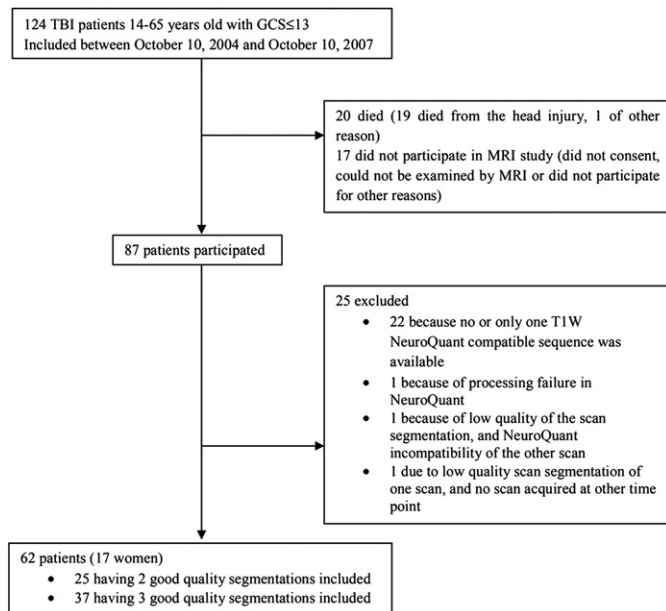 124 TBI patients 14-65 years old with GCS≤13
Included between October 10, 2004 and October 10, 2007
20 died (19 died from the head injury, 1 of other
reason)
17 did not participate in MRI study (did not consent,
could not be examined by MRI or did not participate
for other reasons)
87 patients participated
25 excluded
• 22 because no or only one T1W
NeuroQuant compatible sequence was
available
• 1 because of processing failure in
NeuroQuant
• 1 because of low quality of the scan
segmentation, and NeuroQuant
incompatibility of the other scan
• 1 due to low quality scan segmentation of
one scan, and no scan acquired at other time
point
62 patients (17 women)
• 25 having 2 good quality segmentations included
• 37 having 3 good quality segmentations included